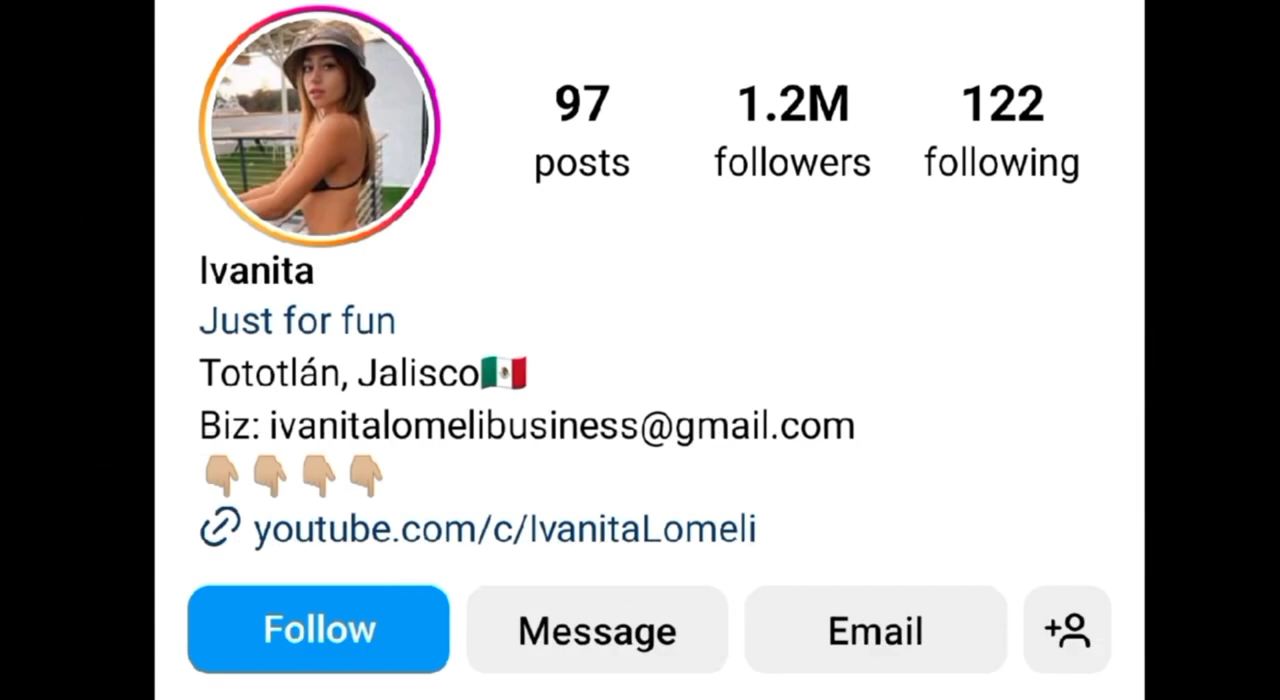 97 1.2M 122
posts followers following
Ivanita
Just for fun
Tototlán, Jalisco🇲🇽
Biz: ivanitalomelibusiness@gmail.com
👇🏼👇🏼👇🏼👇🏼
youtube.com/c/IvanitaLomeli
Follow Message Email